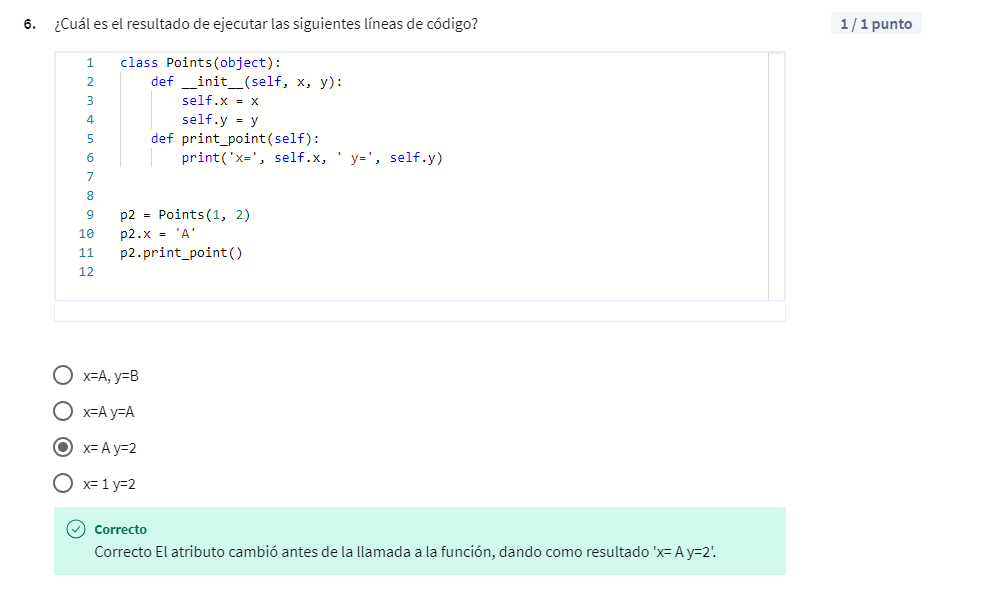 6. ¿Cuál es el resultado de ejecutar las siguientes líneas de código?
1 / 1 punto
1 class Points(object):
2     def __init__(self, x, y):
3         self.x = x
4         self.y = y
5     def print_point(self):
6         print('x=', self.x, ' y=', self.y)
7
8
9 p2 = Points(1, 2)
10 p2.x = 'A'
11 p2.print_point()
12
x=A, y=B
x=A y=A
x= A y=2
x= 1 y=2
Correcto
Correcto El atributo cambió antes de la llamada a la función, dando como resultado 'x= A y=2'.